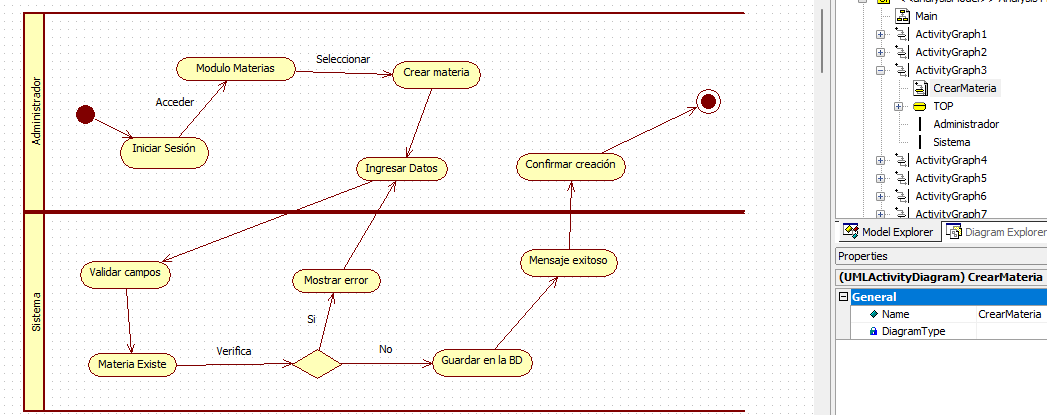 Administrador
Modulo Materias
Seleccionar
Crear materia
Acceder
Iniciar Sesión
Ingresar Datos
Confirmar creación
Sistema
Validar campos
Mostrar error
Mensaje exitoso
Si
Materia Existe
Verifica
No
Guardar en la BD
Main
ActivityGraph1
ActivityGraph2
ActivityGraph3
CrearMateria
TOP
Administrador
Sistema
ActivityGraph4
ActivityGraph5
ActivityGraph6
ActivityGraph7
Model Explorer
Diagram Explorer
Properties
(UMLActivityDiagram) CrearMateria
General
Name CrearMateria
DiagramType